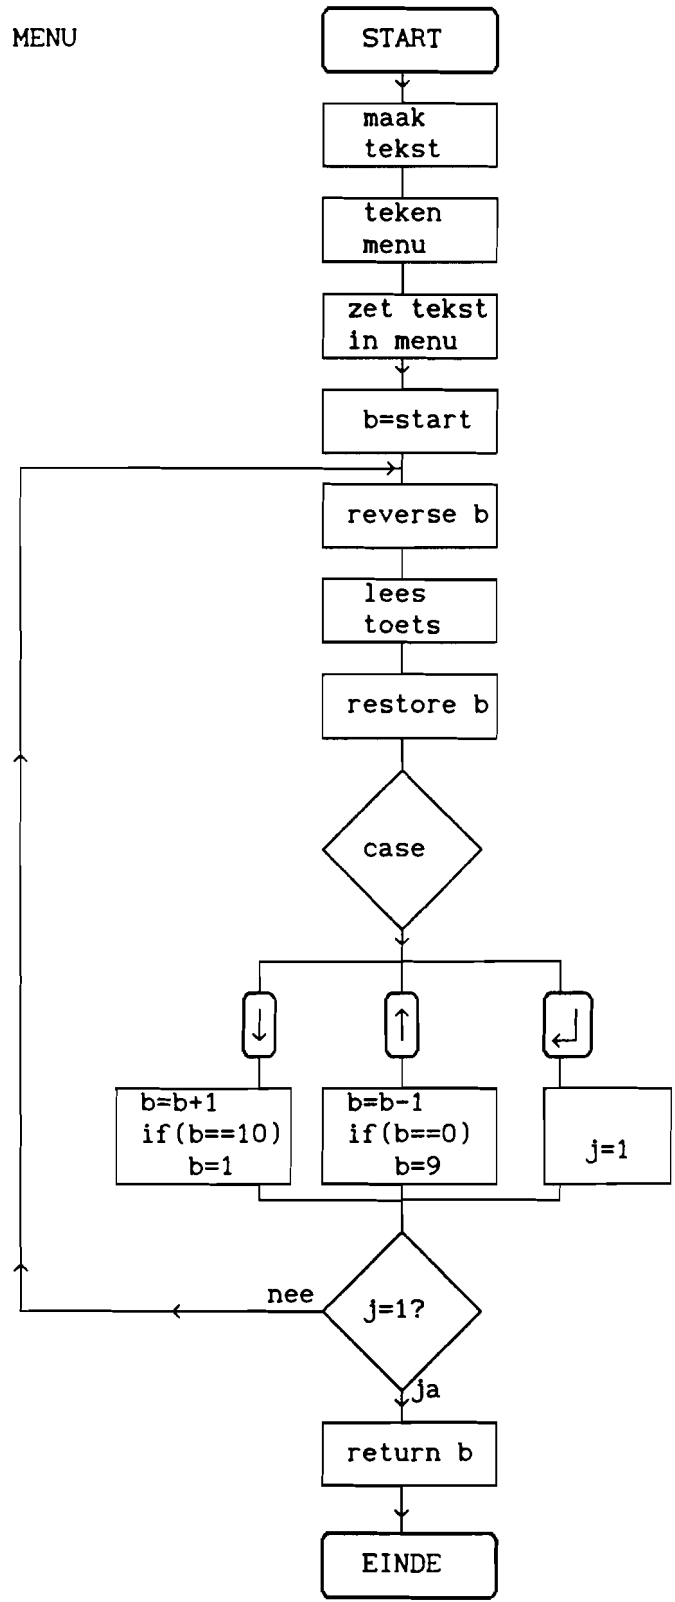 MENU
START
maak
tekst
teken
menu
zet tekst
in menu
b=start
reverse b
lees
toets
restore b
case
↓
↑
↵
b=b+1
if(b==10)
b=1
b=b-1
if(b==0)
b=9
j=1
nee
j=1?
ja
return b
EINDE